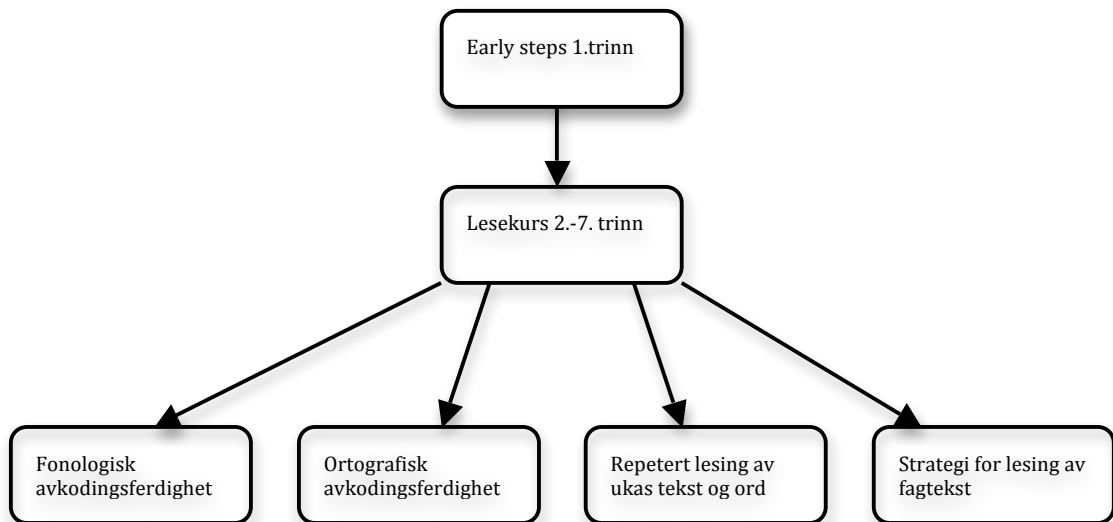 Early steps 1.trinn
Lesekurs 2.-7. trinn
Fonologisk
avkodingsferdighet
Ortografisk
avkodingsferdighet
Repetert lesing av
ukas tekst og ord
Strategi for lesing av
fagtekst